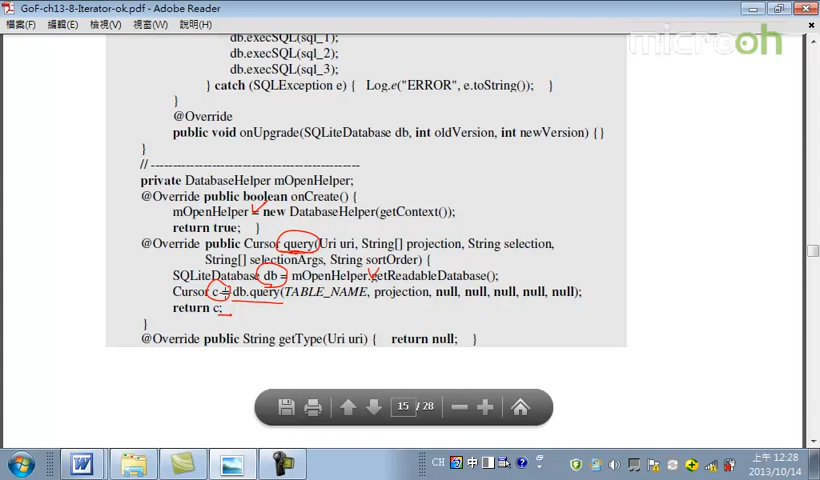 GoF-ch13-8-Iterator-ok.pdf - Adobe Reader
檔案(F) 編輯(E) 檢視(V) 視窗(W) 說明(H)
microoh
db.execSQL(sql_1);
db.execSQL(sql_2);
db.execSQL(sql_3);
} catch (SQLException e) { Log.e("ERROR", e.toString()); }
}
@Override
public void onUpgrade(SQLiteDatabase db, int oldVersion, int newVersion) {}
}
// ------------------------------------------------
private DatabaseHelper mOpenHelper;
@Override public boolean onCreate() {
mOpenHelper = new DatabaseHelper(getContext());
return true; }
@Override public Cursor query(Uri uri, String[] projection, String selection,
String[] selectionArgs, String sortOrder) {
SQLiteDatabase db = mOpenHelper.getReadableDatabase();
Cursor c = db.query(TABLE_NAME, projection, null, null, null, null, null);
return c;
}
@Override public String getType(Uri uri) { return null; }
15 / 28
CH 中
上午 12:28
2013/10/14